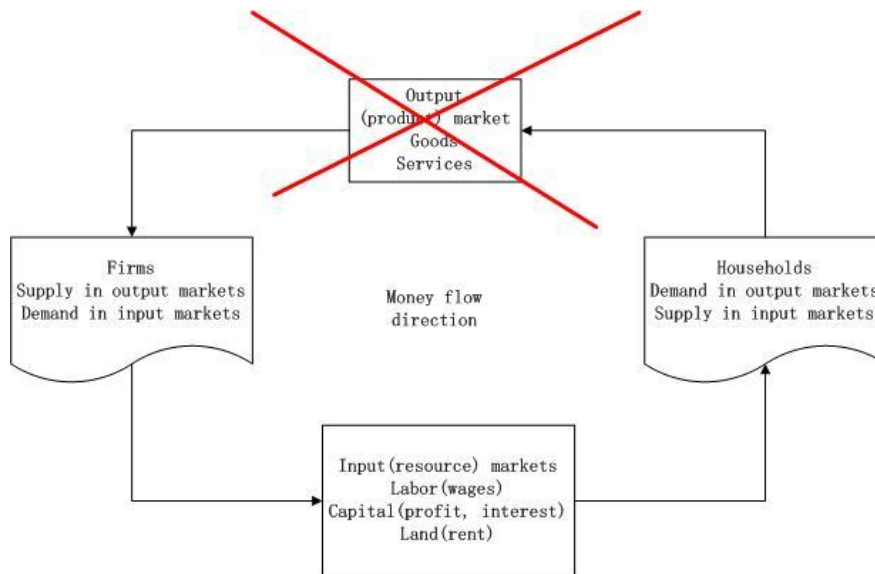 Output
(product) market
Goods
Services
Firms
Supply in output markets
Demand in input markets
Money flow
direction
Households
Demand in output markets
Supply in input markets
Input(resource) markets
Labor(wages)
Capital(profit, interest)
Land(rent)